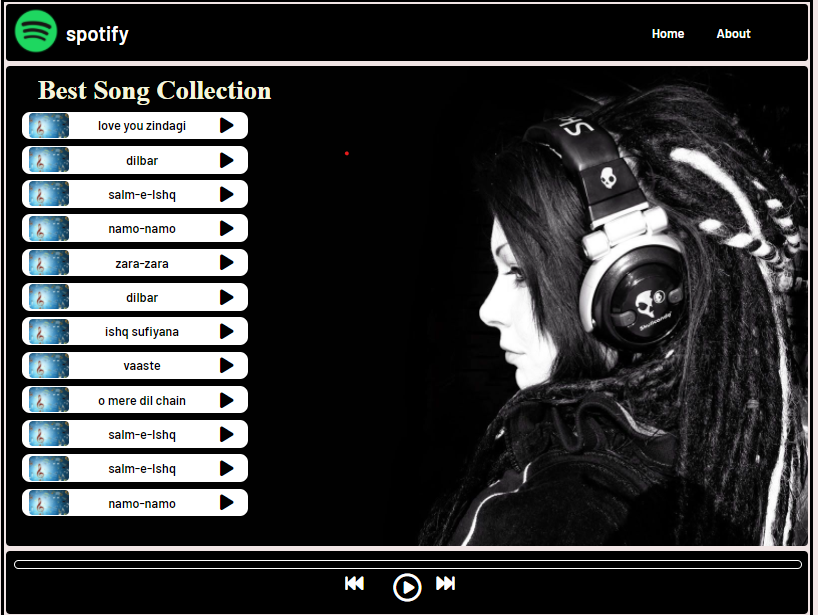 spotify
Home About
Best Song Collection
love you zindagi
dilbar
salm-e-Ishq
namo-namo
zara-zara
dilbar
ishq sufiyana
vaaste
o mere dil chain
salm-e-Ishq
salm-e-Ishq
namo-namo
Skullcandy